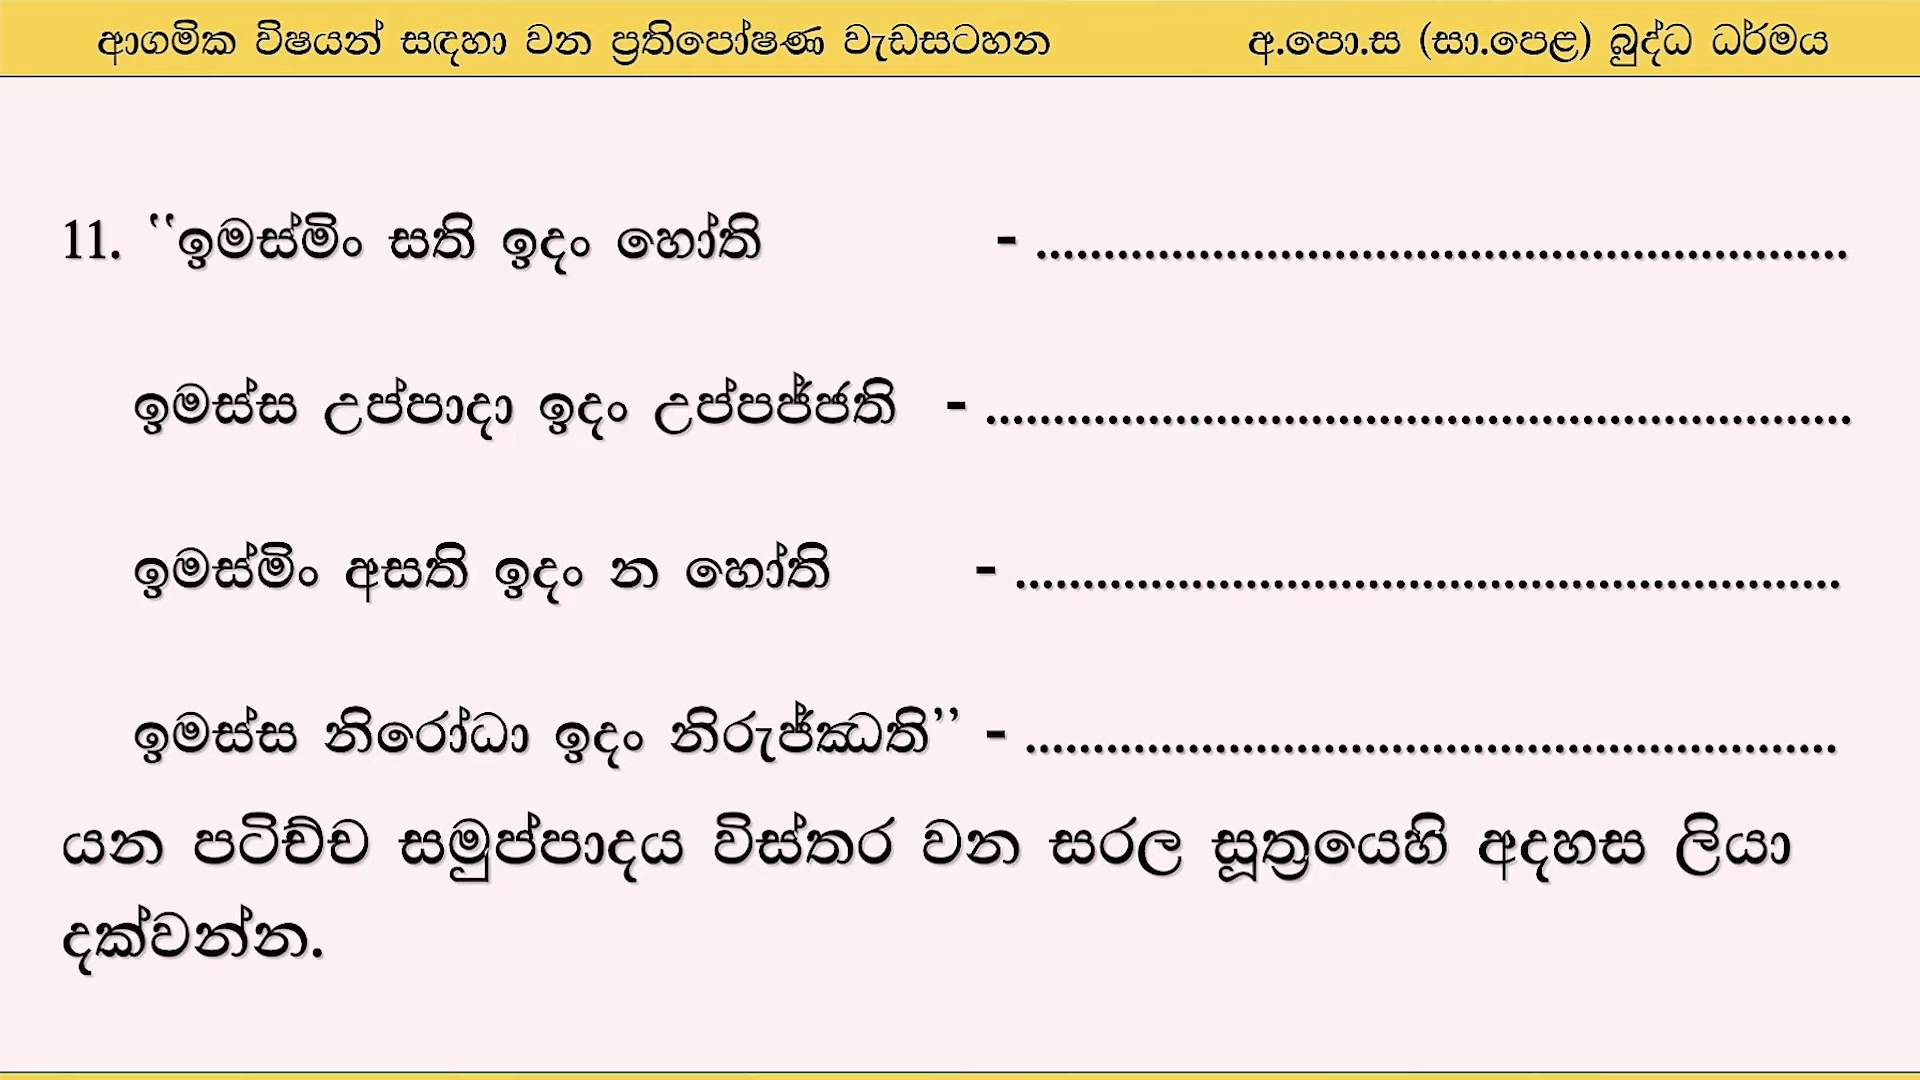 ආගමික විෂයන් සඳහා වන ප්‍රතිපෝෂණ වැඩසටහන අ.පො.ස (සා.පෙළ) බුද්ධ ධර්මය
11. "ඉමස්මිං සති ඉදං හෝති - ............................................................
ඉමස්ස උප්පාදා ඉදං උප්පජ්ජති - ................................................................
ඉමස්මිං අසති ඉදං න හෝති - .............................................................
ඉමස්ස නිරෝධා ඉදං නිරුජ්ඣති" - ............................................................
යන පටිච්ච සමුප්පාදය විස්තර වන සරල සූත්‍රයෙහි අදහස ලියා
දක්වන්න.